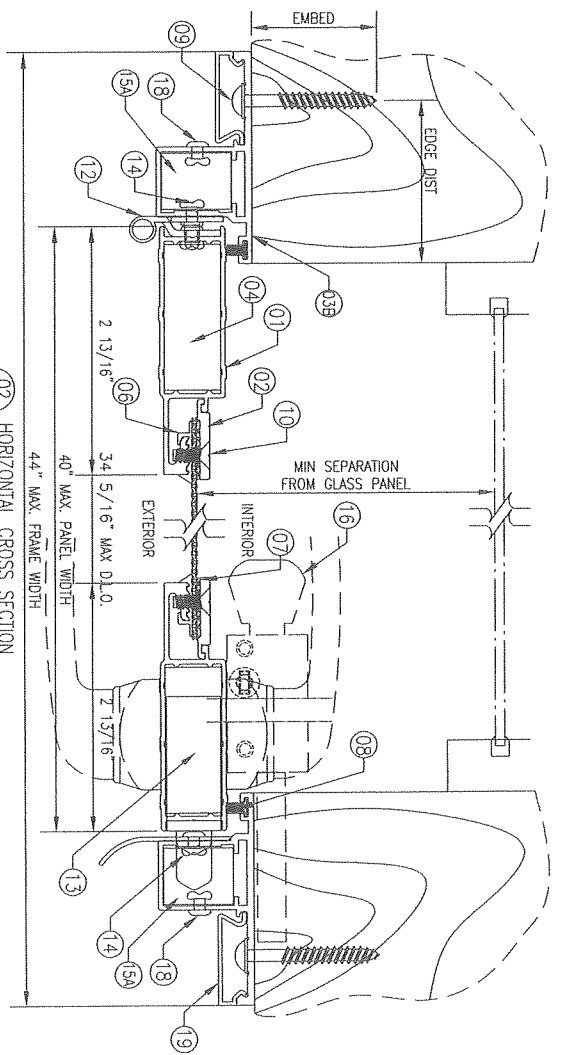 EMBED
EDGE DIST
09
15A
18
14
12
03B
04
01
02
10
06
MIN SEPARATION
FROM GLASS PANEL
INTERIOR
EXTERIOR
07
16
08
2 13/16"
34 5/16" MAX D.L.O.
2 13/16"
40" MAX. PANEL WIDTH
44" MAX. FRAME WIDTH
13
14
15A
18
19
02 HORIZONTAL CROSS SECTION